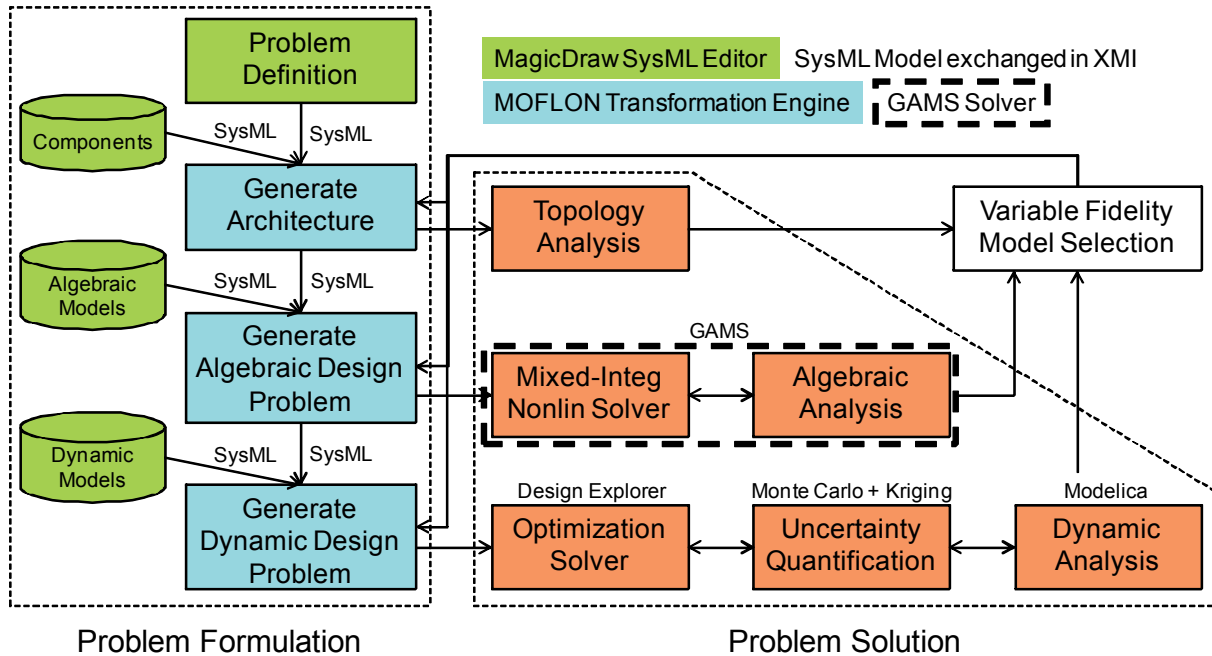 Problem
Definition
MagicDraw SysML Editor
SysML Model exchanged in XMI
MOFLON Transformation Engine
GAMS Solver
Components
SysML
SysML
Generate
Architecture
Topology
Analysis
Variable Fidelity
Model Selection
Algebraic
Models
SysML
SysML
Generate
Algebraic Design
Problem
GAMS
Mixed-Integ
Nonlin Solver
Algebraic
Analysis
Dynamic
Models
SysML
SysML
Generate
Dynamic Design
Problem
Design Explorer
Optimization
Solver
Monte Carlo + Kriging
Uncertainty
Quantification
Modelica
Dynamic
Analysis
Problem Formulation
Problem Solution